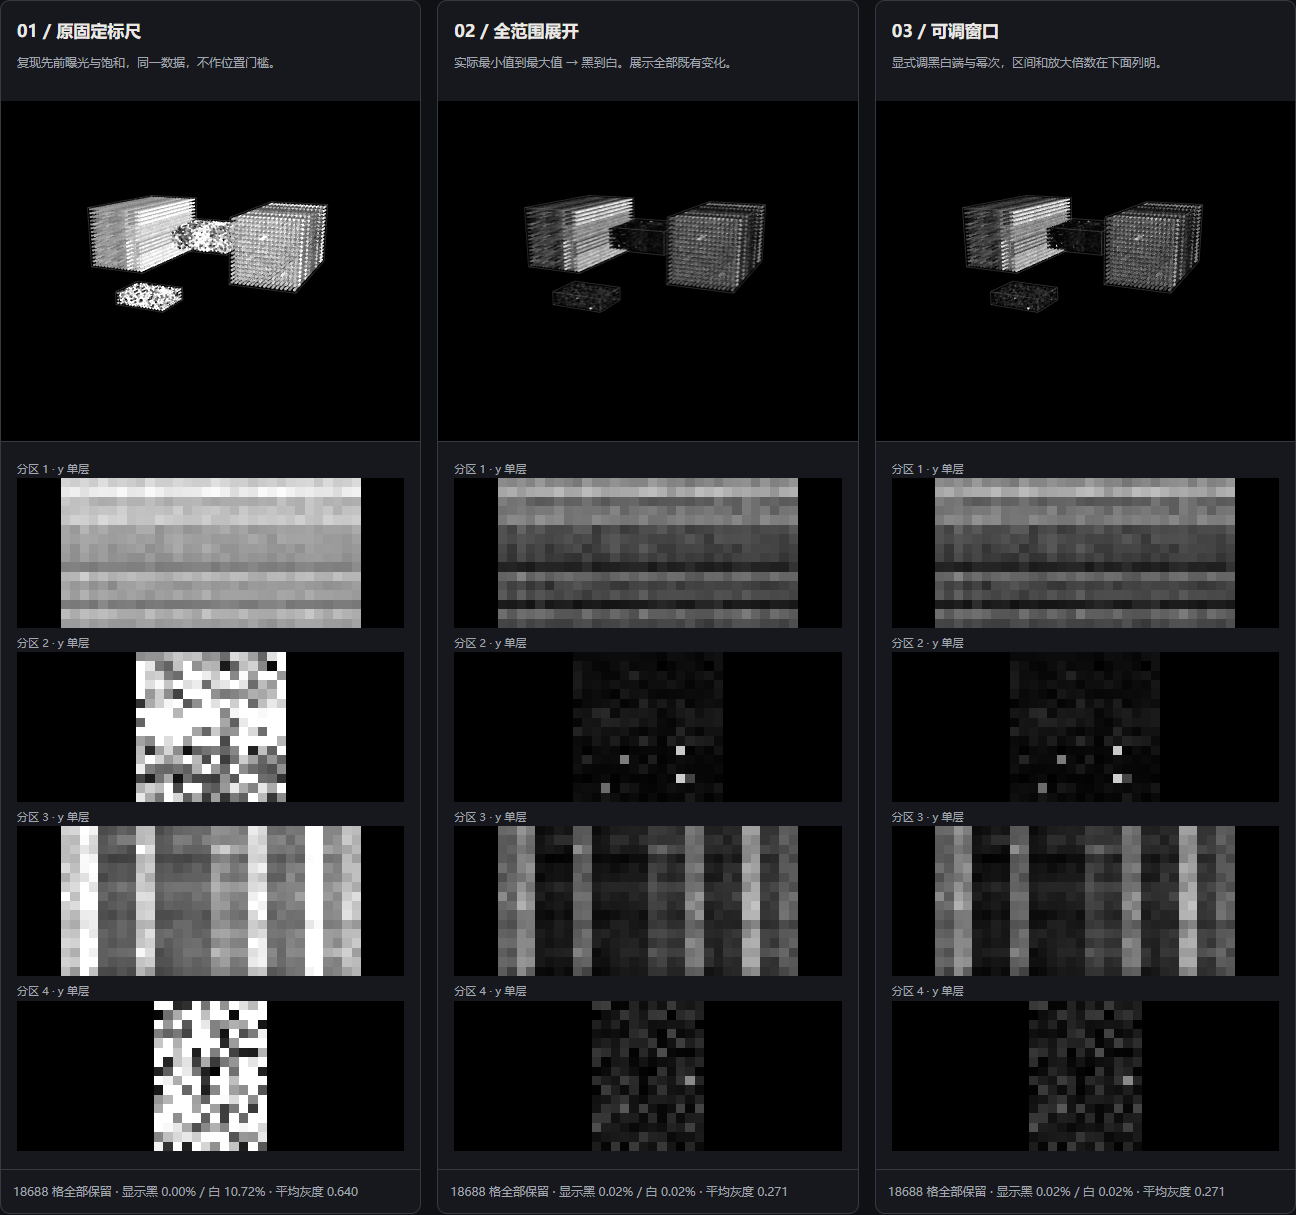 01 / 原固定标尺
复现先前曝光与饱和，同一数据，不作位置门槛。
分区 1 · y 单层
分区 2 · y 单层
分区 3 · y 单层
分区 4 · y 单层
18688 格全部保留 · 显示黑 0.00% / 白 10.72% · 平均灰度 0.640
02 / 全范围展开
实际最小值到最大值 → 黑到白。展示全部既有变化。
分区 1 · y 单层
分区 2 · y 单层
分区 3 · y 单层
分区 4 · y 单层
18688 格全部保留 · 显示黑 0.02% / 白 0.02% · 平均灰度 0.271
03 / 可调窗口
显式调黑白端与幂次，区间和放大倍数在下面列明。
分区 1 · y 单层
分区 2 · y 单层
分区 3 · y 单层
分区 4 · y 单层
18688 格全部保留 · 显示黑 0.02% / 白 0.02% · 平均灰度 0.271